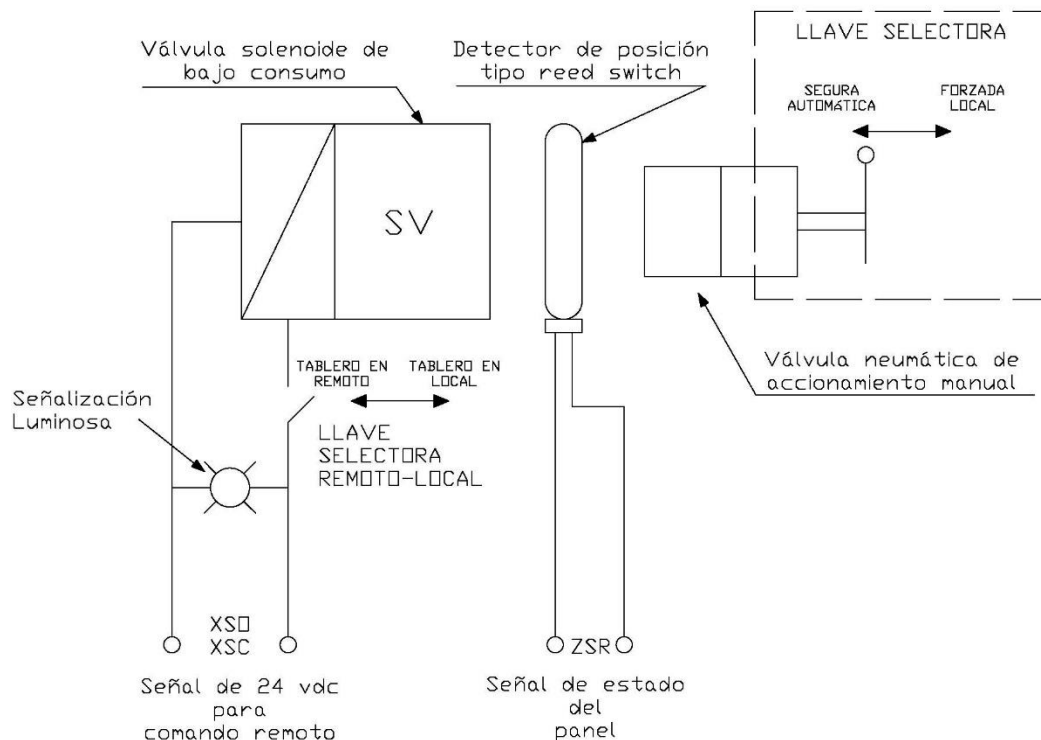 Válvula solenoide de
bajo consumo
Detector de posición
tipo reed switch
LLAVE SELECTORA
SEGURA
AUTOMáTICA
FORZADA
LOCAL
SV
TABLERO EN
REMOTO
TABLERO EN
LOCAL
Válvula neumática de
accionamiento manual
Señalización
Luminosa
LLAVE
SELECTORA
REMOTO-LOCAL
XSO
XSC
ZSR
Señal de 24 vdc
para
comando remoto
Señal de estado
del
panel